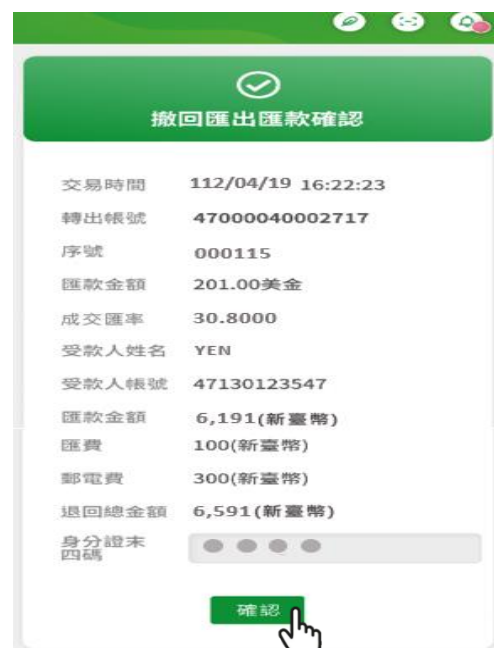 撤回匯出匯款確認
交易時間 112/04/19 16:22:23
轉出帳號 47000040002717
序號 000115
匯款金額 201.00美金
成交匯率 30.8000
受款人姓名 YEN
受款人帳號 47130123547
匯款金額 6,191(新臺幣)
匯費 100(新臺幣)
郵電費 300(新臺幣)
退回總金額 6,591(新臺幣)
身分證末
四碼
確認